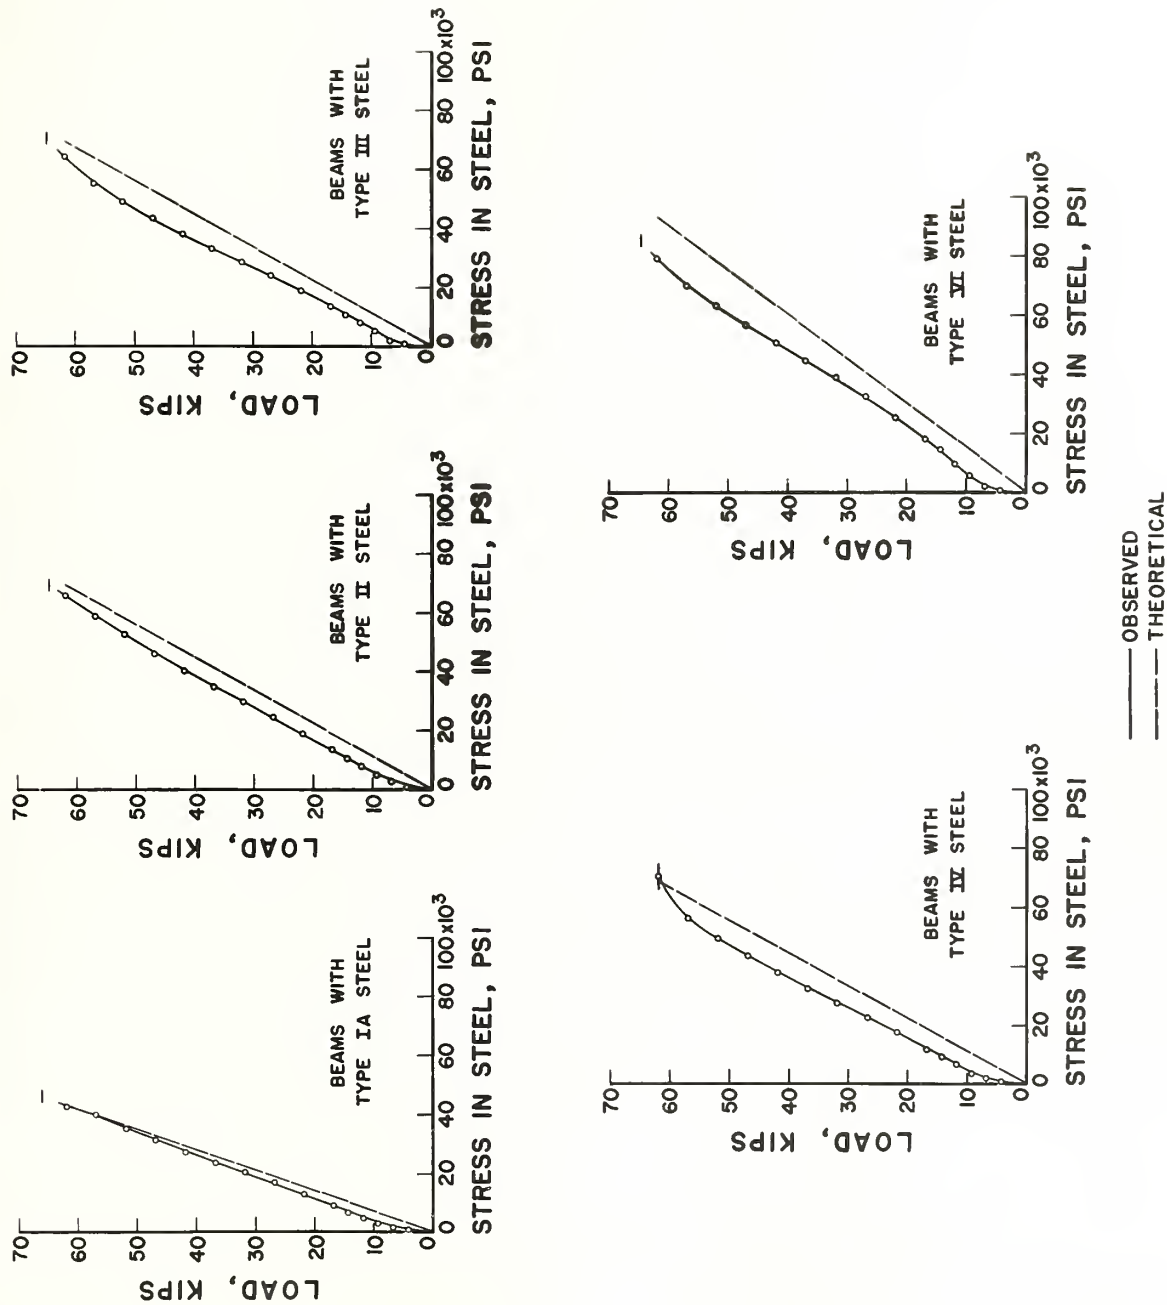 70
60
50
40
30
20
10
0
LOAD, KIPS
0 20 40 60 80 100x10³
STRESS IN STEEL, PSI
BEAMS WITH
TYPE IA STEEL
70
60
50
40
30
20
10
0
LOAD, KIPS
0 20 40 60 80 100x10³
STRESS IN STEEL, PSI
BEAMS WITH
TYPE II STEEL
70
60
50
40
30
20
10
0
LOAD, KIPS
0 20 40 60 80 100x10³
STRESS IN STEEL, PSI
BEAMS WITH
TYPE III STEEL
70
60
50
40
30
20
10
0
LOAD, KIPS
0 20 40 60 80 100x10³
STRESS IN STEEL, PSI
BEAMS WITH
TYPE IV STEEL
70
60
50
40
30
20
10
0
LOAD, KIPS
0 20 40 60 80 100x10³
STRESS IN STEEL, PSI
BEAMS WITH
TYPE VI STEEL
OBSERVED
THEORETICAL